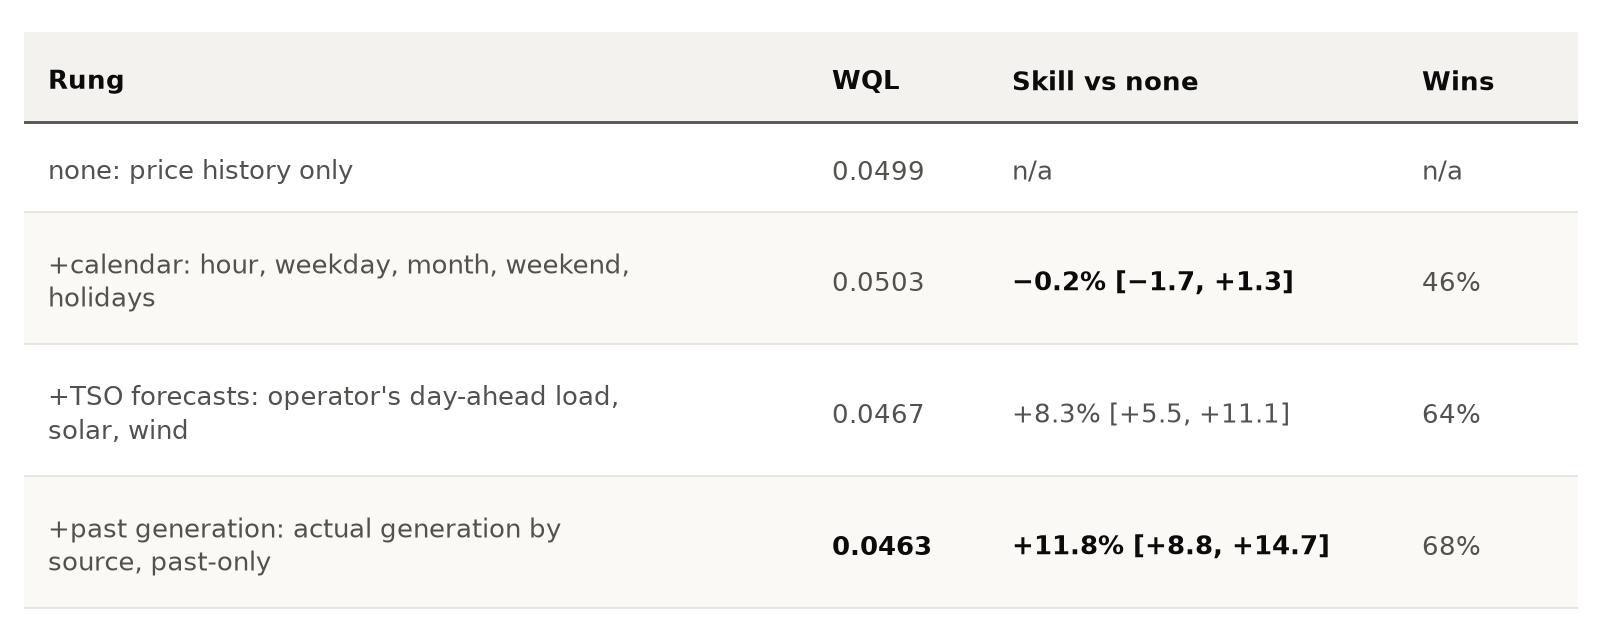 Rung WQL Skill vs none Wins
none: price history only 0.0499 n/a n/a
+calendar: hour, weekday, month, weekend,
holidays 0.0503 −0.2% [−1.7, +1.3] 46%
+TSO forecasts: operator's day-ahead load,
solar, wind 0.0467 +8.3% [+5.5, +11.1] 64%
+past generation: actual generation by
source, past-only 0.0463 +11.8% [+8.8, +14.7] 68%